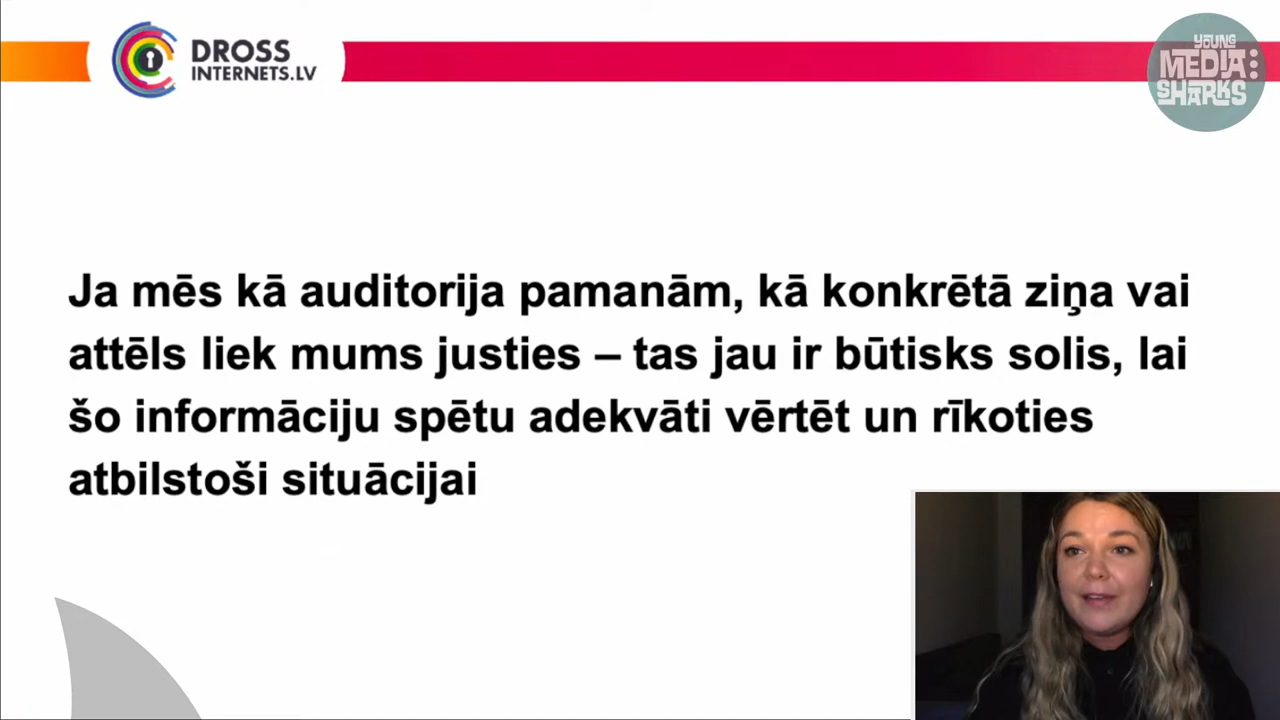 DROSS
INTERNETS.LV
YOUNG
MEDIA:
SHARKS
Ja mēs kā auditorija pamanām, kā konkrētā ziņa vai
attēls liek mums justies – tas jau ir būtisks solis, lai
šo informāciju spētu adekvāti vērtēt un rīkoties
atbilstoši situācijai